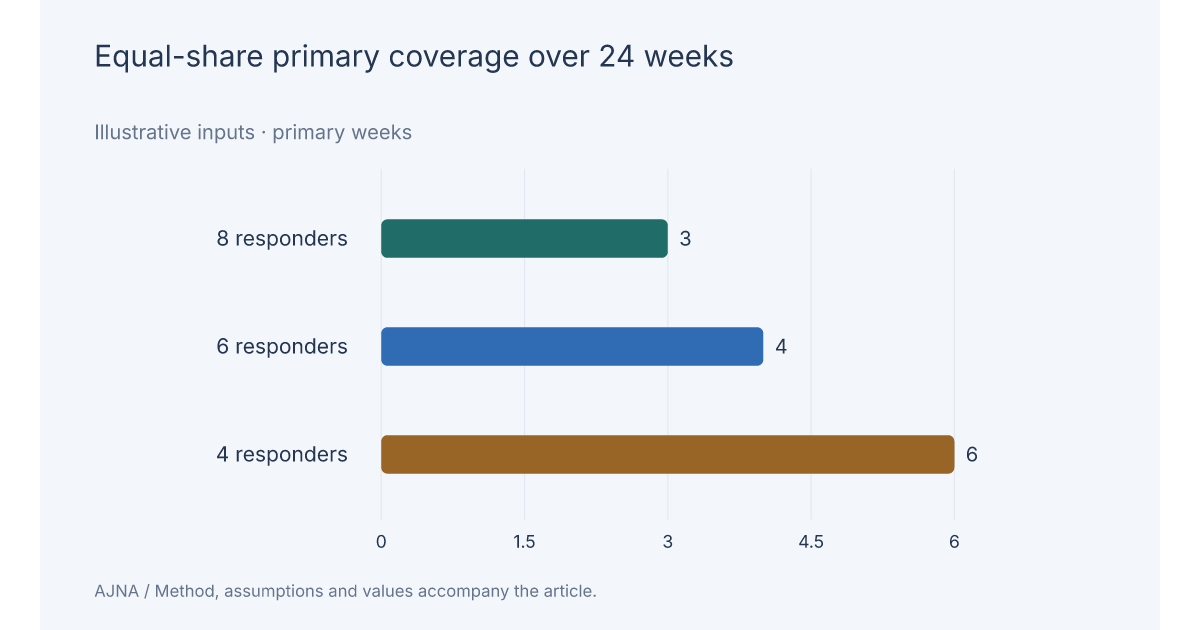 Equal-share primary coverage over 24 weeks
Illustrative inputs · primary weeks
8 responders 3
6 responders 4
4 responders 6
0 1.5 3 4.5 6
AJNA / Method, assumptions and values accompany the article.